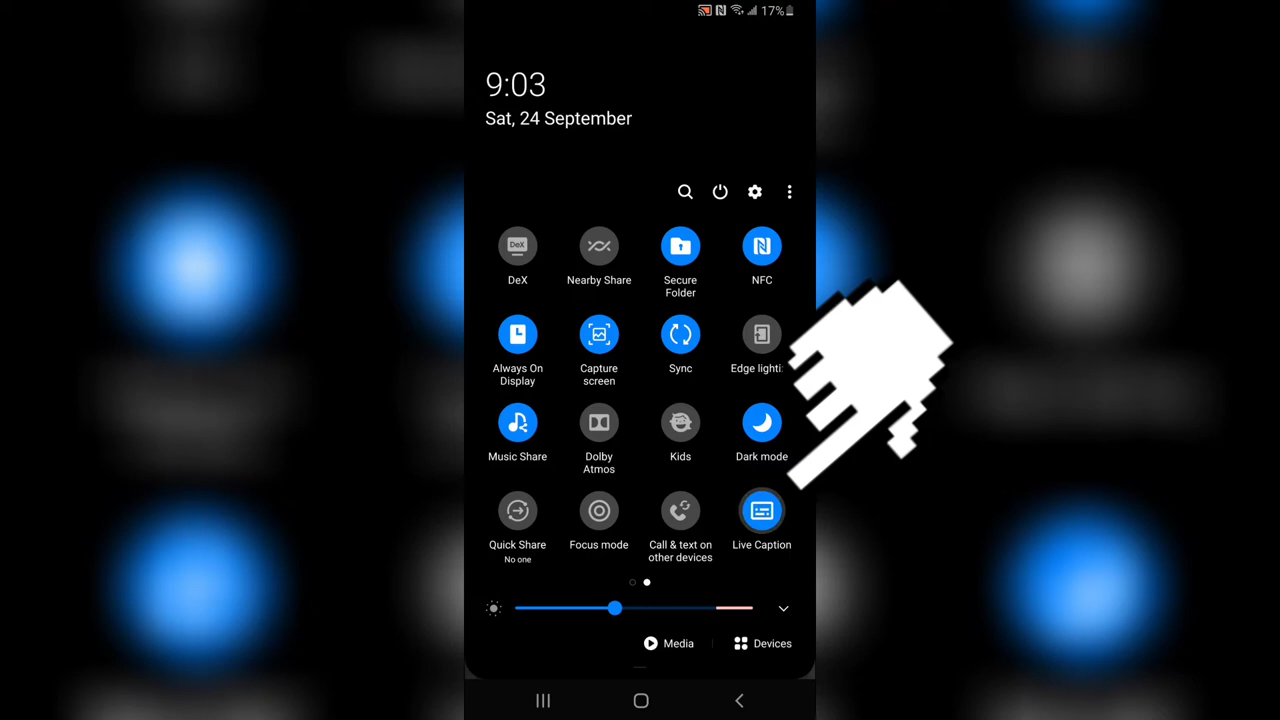 17%
9:03
Sat, 24 September
DeX
DeX
Nearby Share
Secure
Folder
NFC
Always On
Display
Capture
screen
Sync
Edge lighti
Music Share
Dolby
Atmos
Kids
Dark mode
Quick Share
No one
Focus mode
Call & text on
other devices
Live Caption
Media
Devices